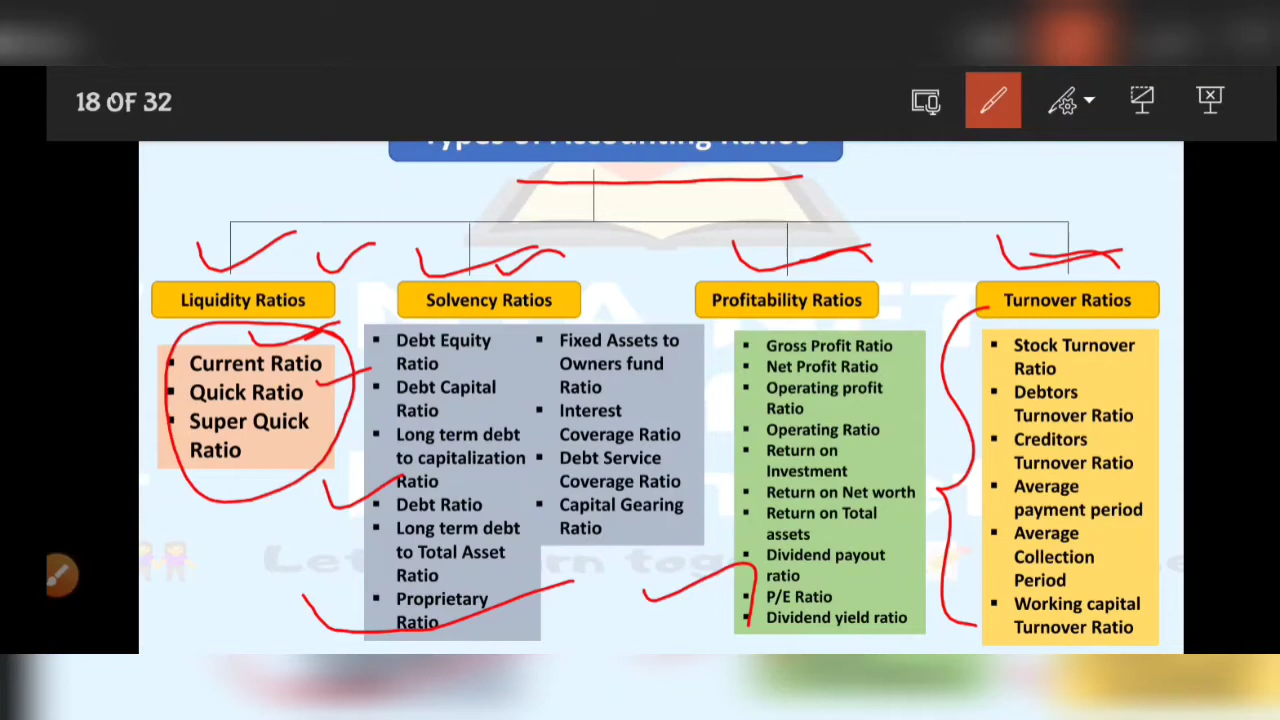 18 OF 32
Types of Accounting Ratios
Liquidity Ratios
Current Ratio
Quick Ratio
Super Quick
Ratio
Solvency Ratios
Debt Equity
Ratio
Debt Capital
Ratio
Long term debt
to capitalization
Ratio
Debt Ratio
Long term debt
to Total Asset
Ratio
Proprietary
Ratio
Fixed Assets to
Owners fund
Ratio
Interest
Coverage Ratio
Debt Service
Coverage Ratio
Capital Gearing
Ratio
Profitability Ratios
Gross Profit Ratio
Net Profit Ratio
Operating profit
Ratio
Operating Ratio
Return on
Investment
Return on Net worth
Return on Total
assets
Dividend payout
ratio
P/E Ratio
Dividend yield ratio
Turnover Ratios
Stock Turnover
Ratio
Debtors
Turnover Ratio
Creditors
Turnover Ratio
Average
payment period
Average
Collection
Period
Working capital
Turnover Ratio